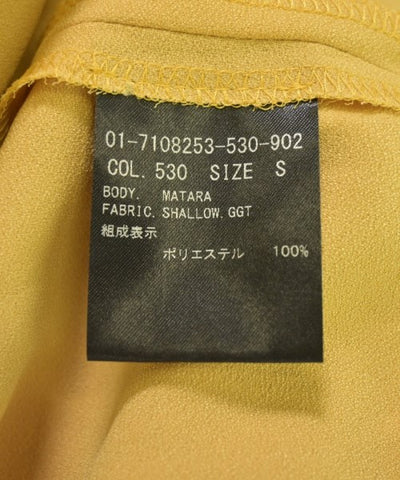 01-7108253-530-902
COL. 530 SIZE S
BODY. MATARA
FABRIC. SHALLOW.GGT
組成表示
ポリエステル 100%